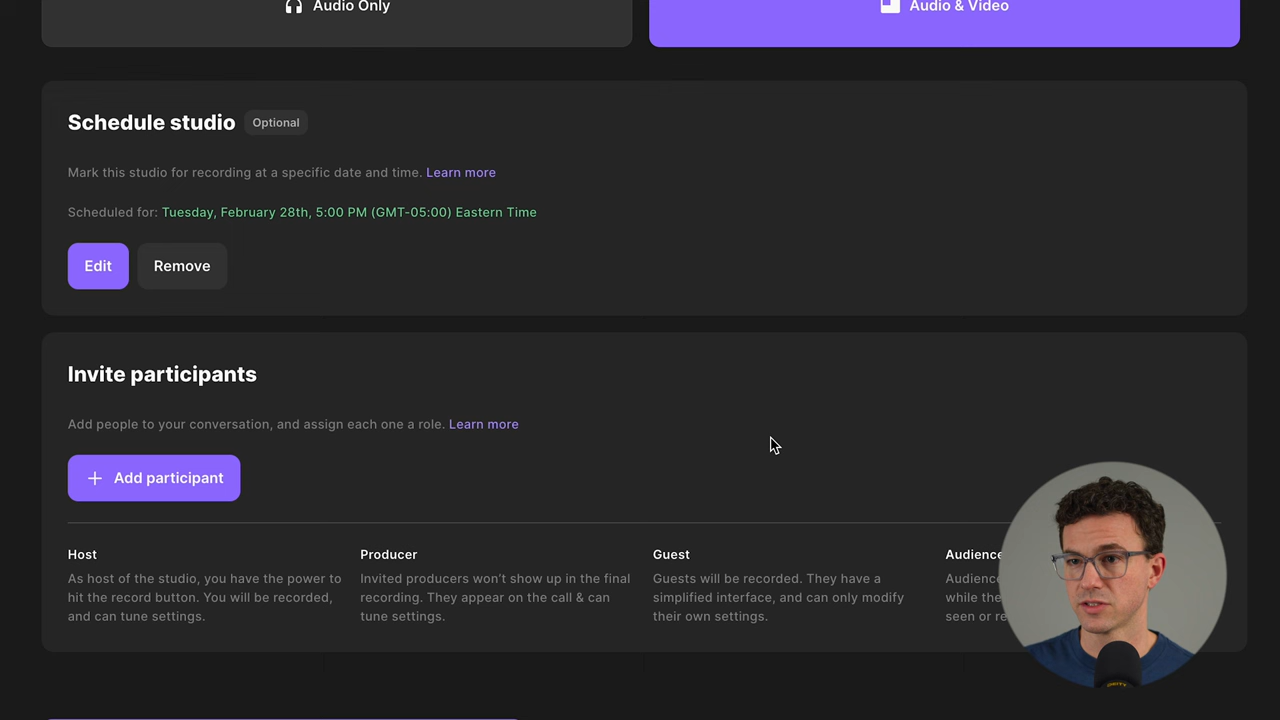 Audio Only
Audio & Video
Schedule studio
Optional
Mark this studio for recording at a specific date and time. Learn more
Scheduled for: Tuesday, February 28th, 5:00 PM (GMT-05:00) Eastern Time
Edit
Remove
Invite participants
Add people to your conversation, and assign each one a role. Learn more
+ Add participant
Host
As host of the studio, you have the power to
hit the record button. You will be recorded,
and can tune settings.
Producer
Invited producers won't show up in the final
recording. They appear on the call & can
tune settings.
Guest
Guests will be recorded. They have a
simplified interface, and can only modify
their own settings.
Audience
Audience
while the
seen or